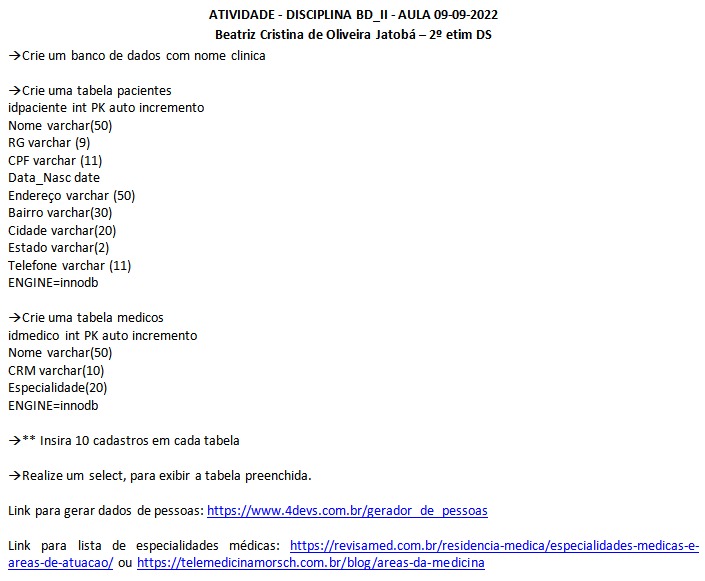 ATIVIDADE - DISCIPLINA BD_II - AULA 09-09-2022
Beatriz Cristina de Oliveira Jatobá – 2º etim DS
→Crie um banco de dados com nome clinica
→Crie uma tabela pacientes
idpaciente int PK auto incremento
Nome varchar(50)
RG varchar (9)
CPF varchar (11)
Data_Nasc date
Endereço varchar (50)
Bairro varchar(30)
Cidade varchar(20)
Estado varchar(2)
Telefone varchar (11)
ENGINE=innodb
→Crie uma tabela medicos
idmedico int PK auto incremento
Nome varchar(50)
CRM varchar(10)
Especialidade(20)
ENGINE=innodb
→** Insira 10 cadastros em cada tabela
→Realize um select, para exibir a tabela preenchida.
Link para gerar dados de pessoas: https://www.4devs.com.br/gerador_de_pessoas
Link para lista de especialidades médicas: https://revisamed.com.br/residencia-medica/especialidades-medicas-e-
areas-de-atuacao/ ou https://telemedicinamorsch.com.br/blog/areas-da-medicina